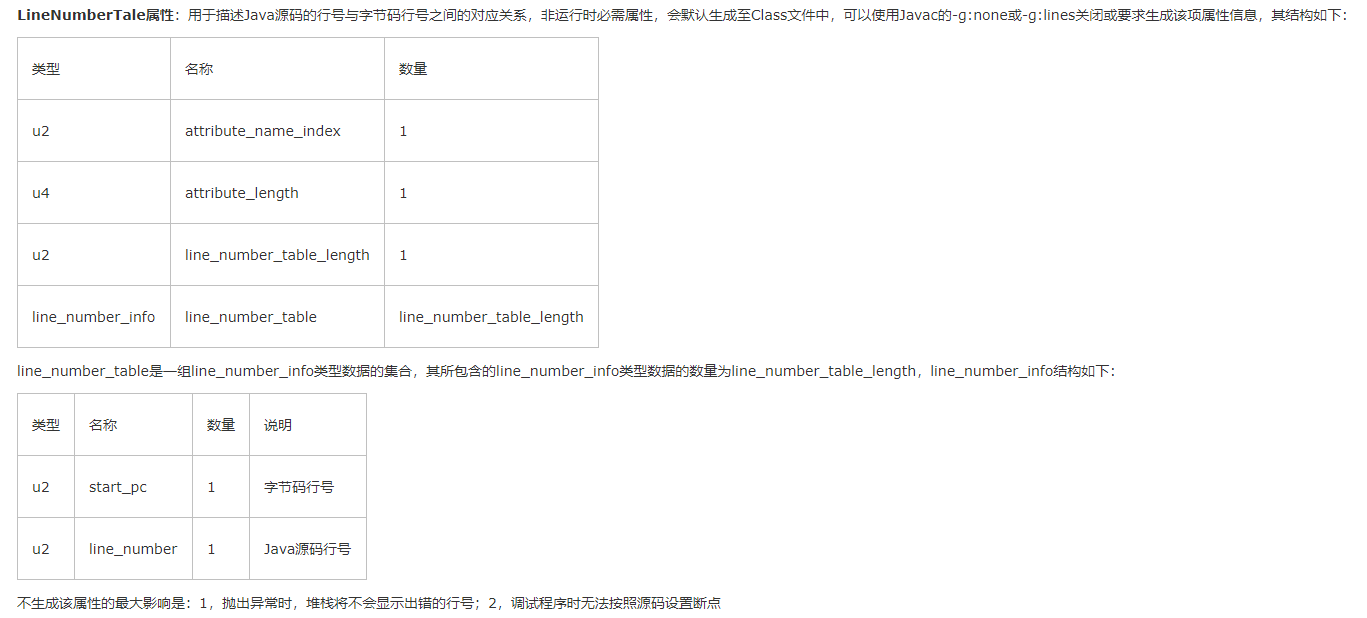 LineNumberTale属性：用于描述Java源码的行号与字节码行号之间的对应关系，非运行时必需属性，会默认生成至Class文件中，可以使用Javac的-g:none或-g:lines关闭或要求生成该项属性信息，其结构如下：
类型 名称 数量
u2 attribute_name_index 1
u4 attribute_length 1
u2 line_number_table_length 1
line_number_info line_number_table line_number_table_length
line_number_table是一组line_number_info类型数据的集合，其所包含的line_number_info类型数据的数量为line_number_table_length，line_number_info结构如下：
类型 名称 数量 说明
u2 start_pc 1 字节码行号
u2 line_number 1 Java源码行号
不生成该属性的最大影响是：1，抛出异常时，堆栈将不会显示出错的行号；2，调试程序时无法按照源码设置断点